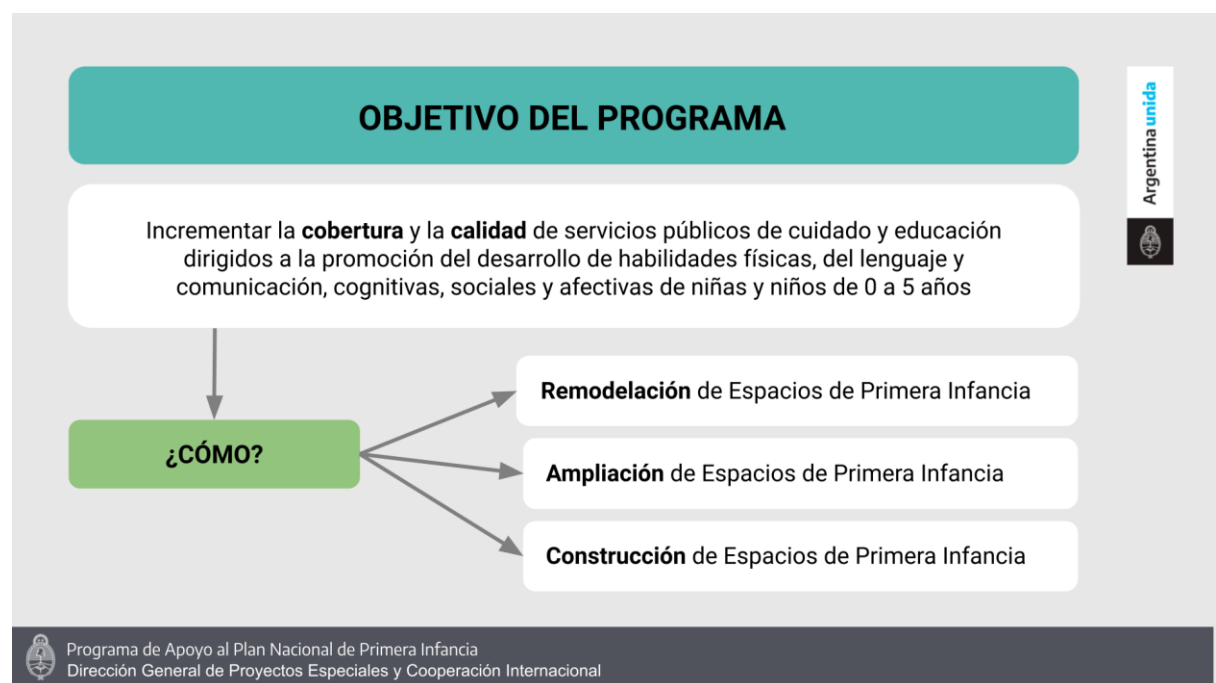 OBJETIVO DEL PROGRAMA
Argentina unida
Incrementar la cobertura y la calidad de servicios públicos de cuidado y educación
dirigidos a la promoción del desarrollo de habilidades físicas, del lenguaje y
comunicación, cognitivas, sociales y afectivas de niñas y niños de 0 a 5 años
¿CÓMO?
Remodelación de Espacios de Primera Infancia
Ampliación de Espacios de Primera Infancia
Construcción de Espacios de Primera Infancia
Programa de Apoyo al Plan Nacional de Primera Infancia
Dirección General de Proyectos Especiales y Cooperación Internacional